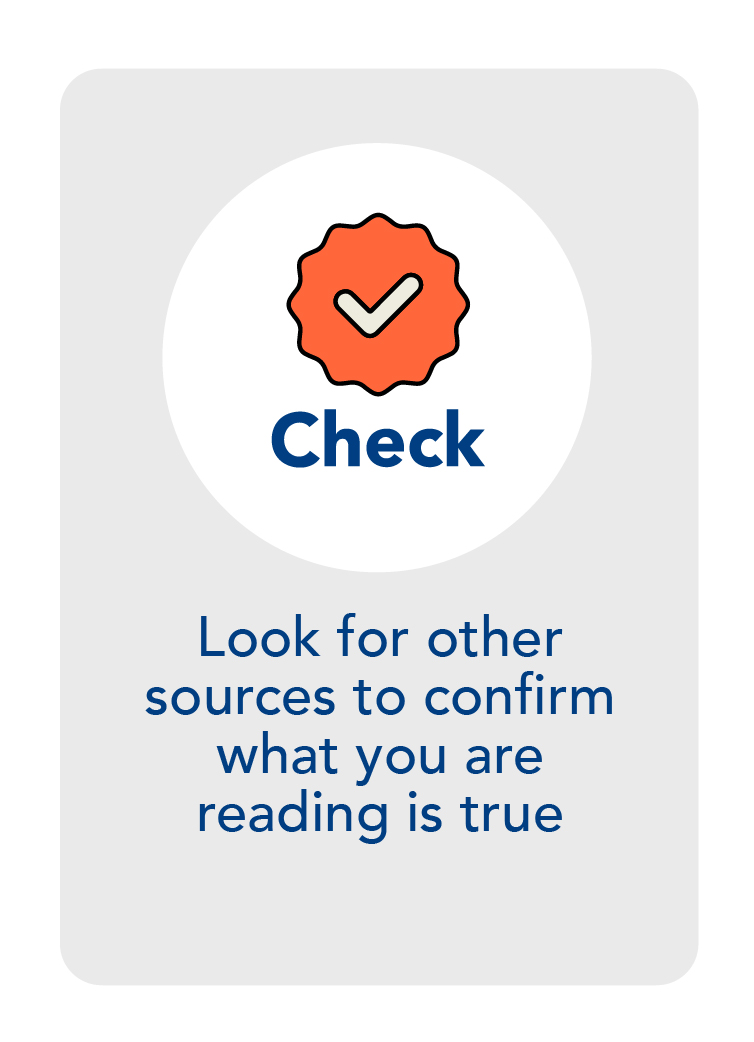 Check
Look for other
sources to confirm
what you are
reading is true